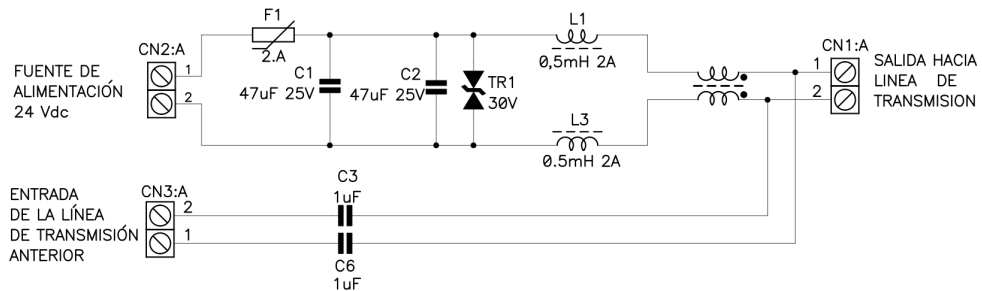 F1
2.A
CN2:A
1
2
FUENTE DE
ALIMENTACIÓN
24 Vdc
C1
47uF 25V
C2
47uF 25V
TR1
30V
L1
0,5mH 2A
L3
0.5mH 2A
CN1:A
1
2
SALIDA HACIA
LINEA DE
TRANSMISION
ENTRADA
DE LA LÍNEA
DE TRANSMISIÓN
ANTERIOR
CN3:A
2
1
C3
1uF
C6
1uF